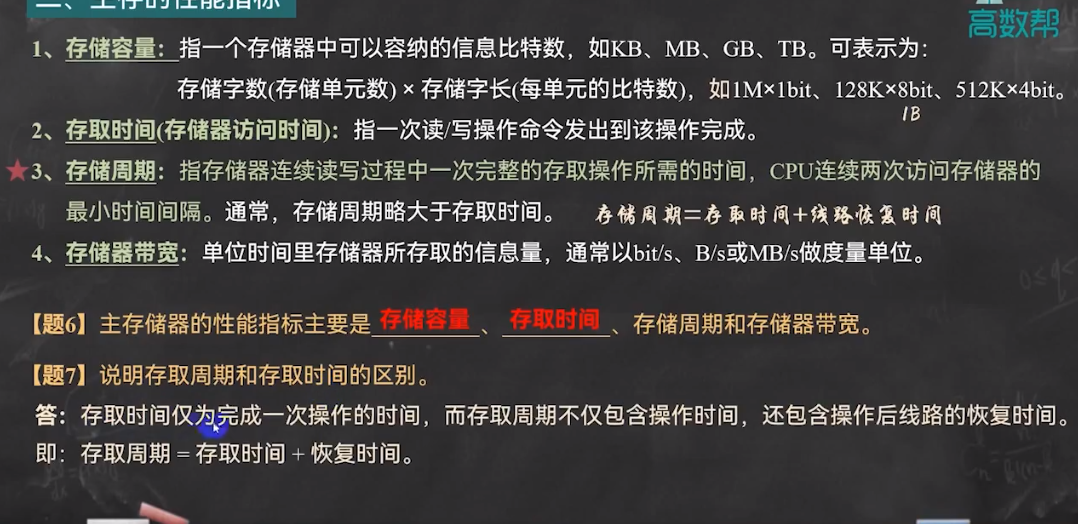 二、主存的性能指标
高数帮
1、存储容量：指一个存储器中可以容纳的信息比特数，如KB、MB、GB、TB。可表示为：
存储字数(存储单元数) × 存储字长(每单元的比特数)，如1M×1bit、128K×8bit、512K×4bit。
1B
2、存取时间(存储器访问时间)：指一次读/写操作命令发出到该操作完成。
★3、存储周期：指存储器连续读写过程中一次完整的存取操作所需的时间，CPU连续两次访问存储器的
最小时间间隔。通常，存储周期略大于存取时间。 存储周期=存取时间+线路恢复时间
4、存储器带宽：单位时间里存储器所存取的信息量，通常以bit/s、B/s或MB/s做度量单位。
【题6】主存储器的性能指标主要是 存储容量 、 存取时间 、存储周期和存储器带宽。
【题7】说明存取周期和存取时间的区别。
答：存取时间仅为完成一次操作的时间，而存取周期不仅包含操作时间，还包含操作后线路的恢复时间。
即：存取周期 = 存取时间 + 恢复时间。